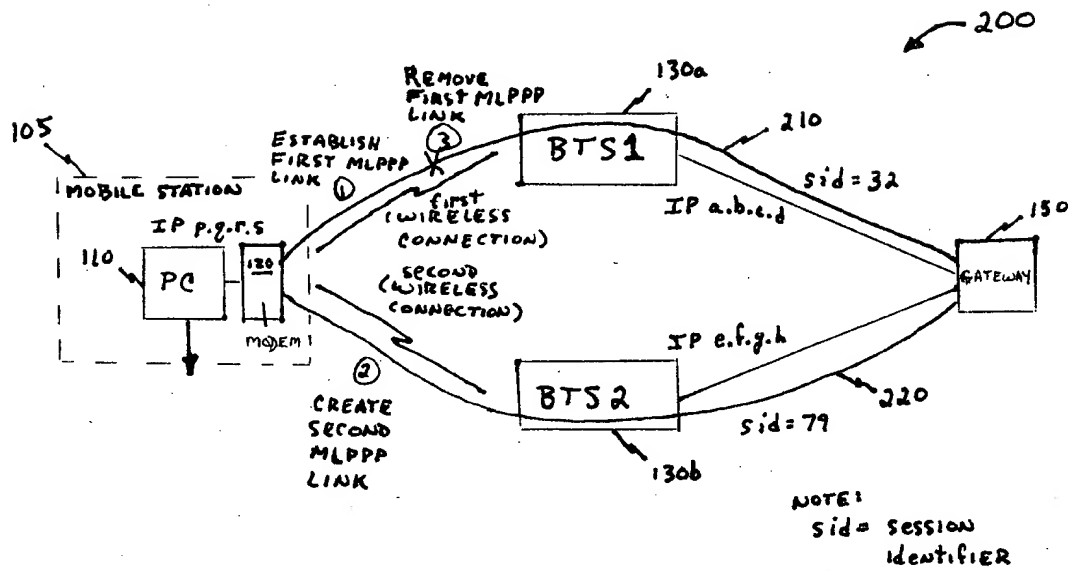 200
REMOVE
FIRST MLPPP
LINK
③
130a
105
ESTABLISH
FIRST MLPPP
LINK
①
BTS1
210
MOBILE STATION
first
(WIRELESS
CONNECTION)
sid = 32
IP a.b.c.d
150
IP p.q.r.s
110
PC
120
MODEM
SECOND
(WIRELESS
CONNECTION)
GATEWAY
IP e.f.g.h
②
CREATE
SECOND
MLPPP
LINK
BTS2
220
sid = 79
130b
NOTE:
sid = SESSION
IDENTIFIER